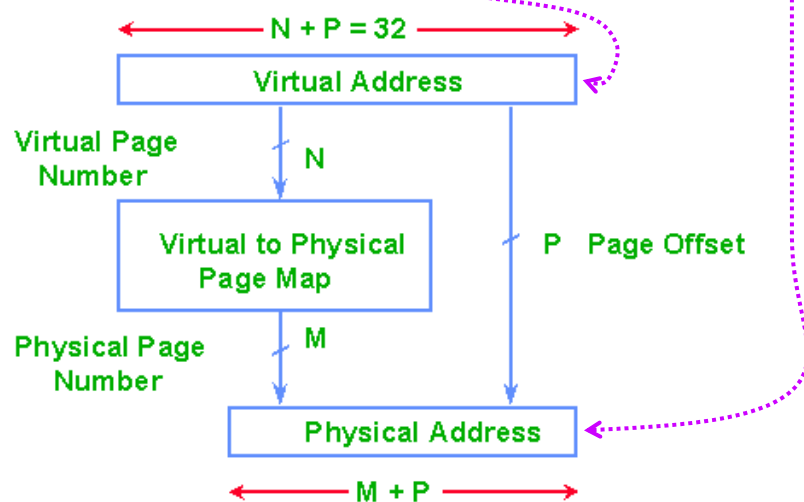 N + P = 32
Virtual Address
Virtual Page
Number
N
Virtual to Physical
Page Map
P Page Offset
M
Physical Page
Number
Physical Address
M + P